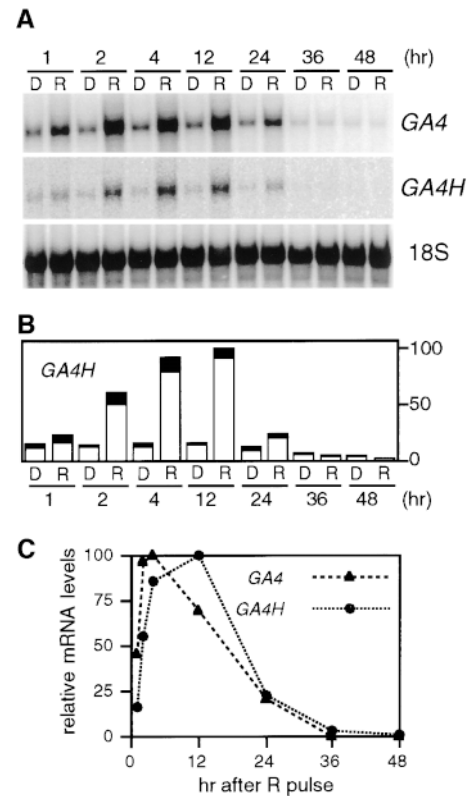 A
1 2 4 12 24 36 48 (hr)
D R D R D R D R D R D R D R
GA4
GA4H
18S
B
GA4H
100
50
0
D R D R D R D R D R D R D R
1 2 4 12 24 36 48 (hr)
C
relative mRNA levels
100
75
50
25
0
GA4
GA4H
0 12 24 36 48
hr after R pulse